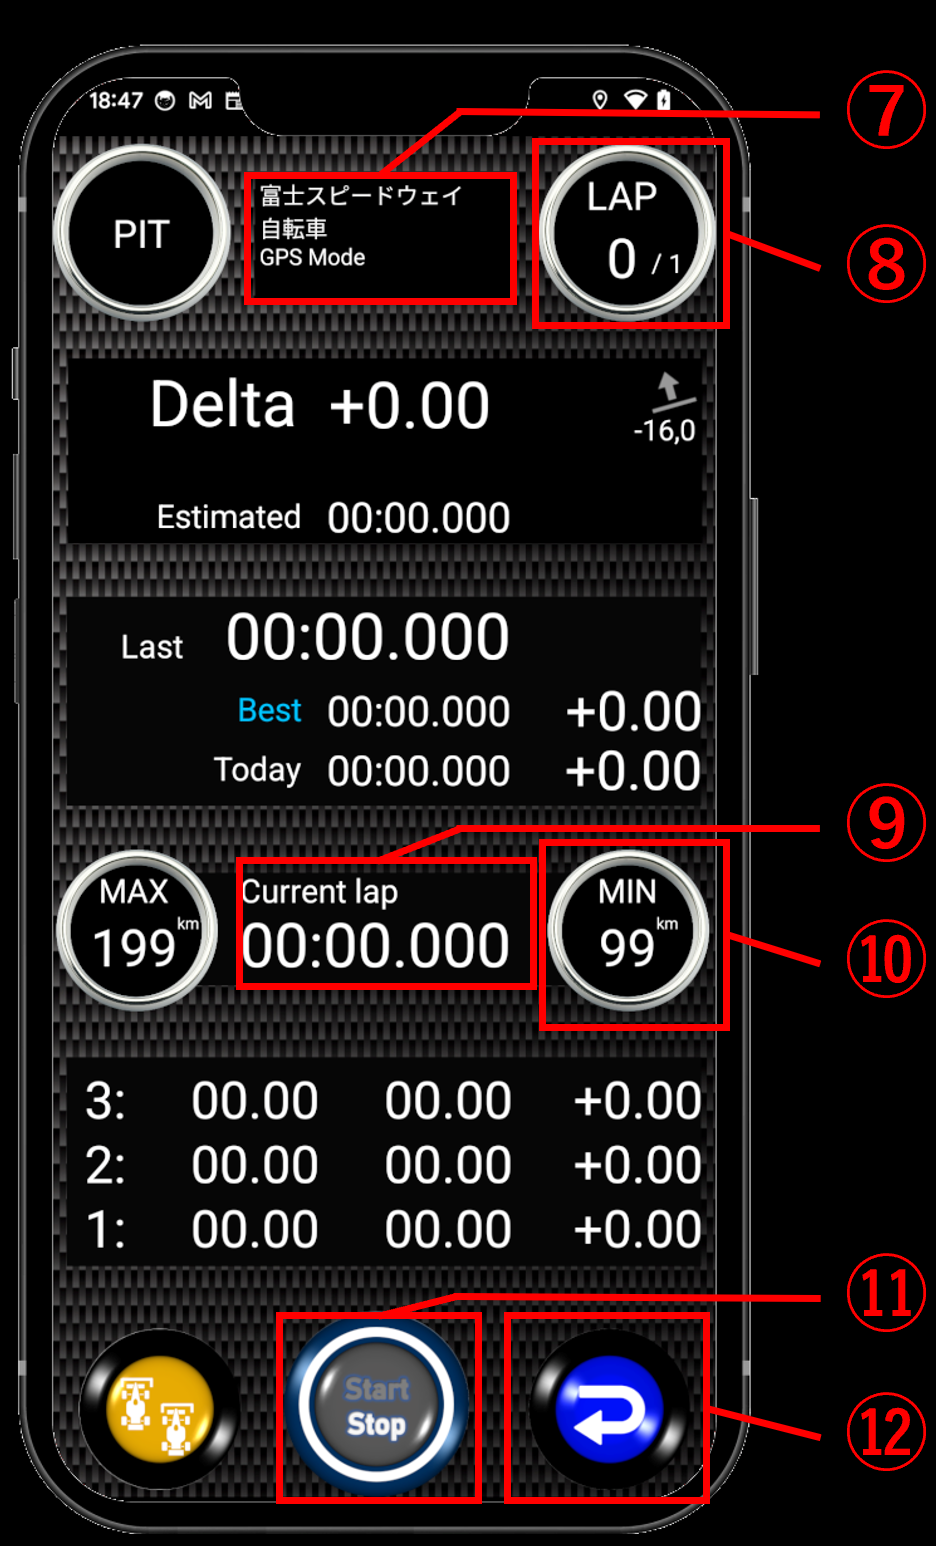 18:47
⑦
PIT
富士スピードウェイ
自転車
GPS Mode
LAP
0 / 1
⑧
Delta +0.00
-16,0
Estimated 00:00.000
Last 00:00.000
Best 00:00.000 +0.00
Today 00:00.000 +0.00
⑨
MAX
199 km
Current lap
00:00.000
MIN
99 km
⑩
3: 00.00 00.00 +0.00
2: 00.00 00.00 +0.00
1: 00.00 00.00 +0.00
⑪
Start
Stop
⑫